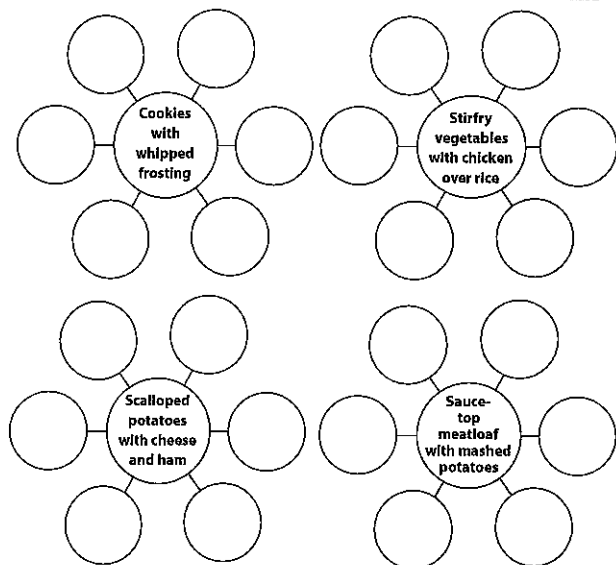 Cookies
with
whipped
frosting
Stirfry
vegetables
with chicken
over rice
Scalloped
potatoes
with cheese
and ham
Sauce-
top
meatloaf
with mashed
potatoes